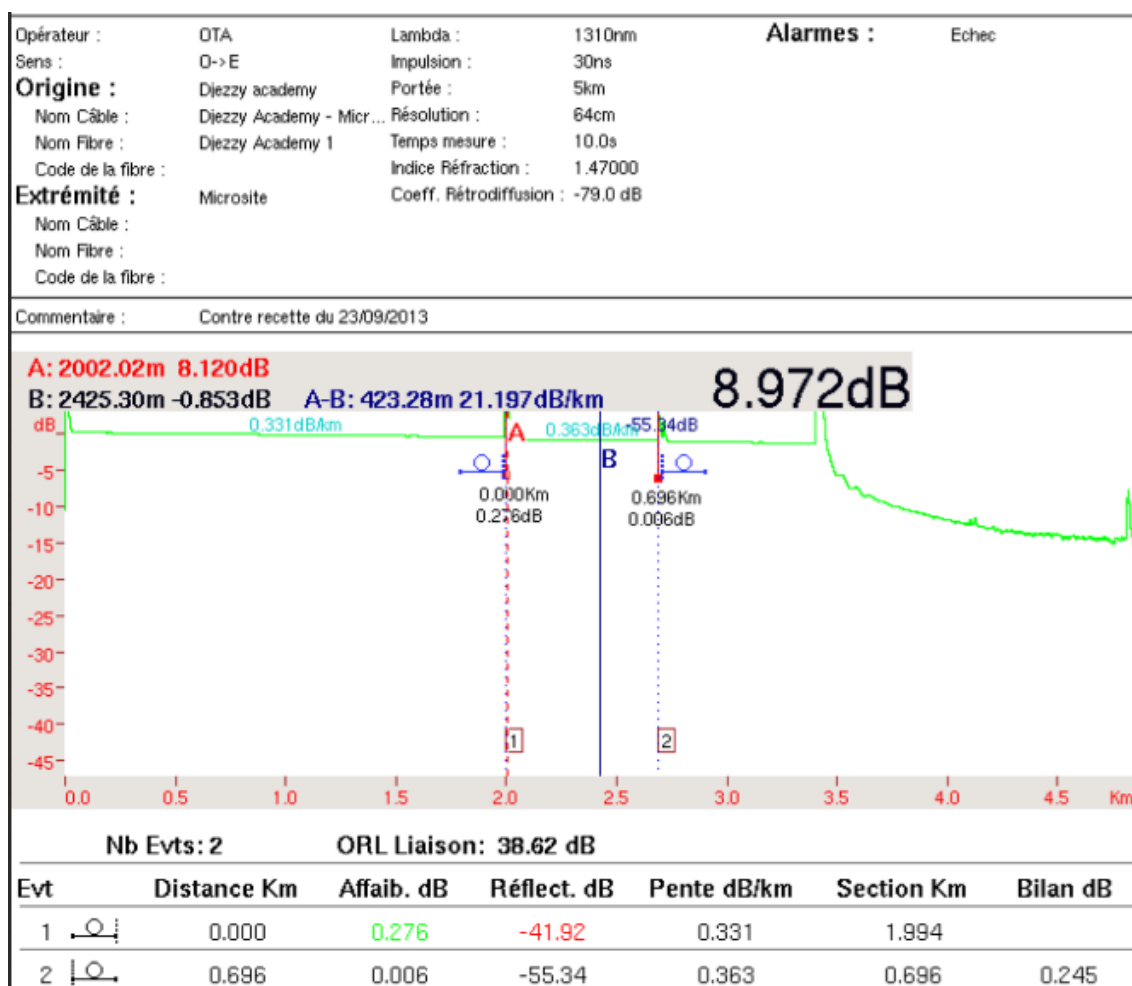 Opérateur : OTA Lambda : 1310nm Alarmes : Echec
Sens : O->E Impulsion : 30ns
Origine : Djezzy academy Portée : 5km
Nom Câble : Djezzy Academy - Micr... Résolution : 64cm
Nom Fibre : Djezzy Academy 1 Temps mesure : 10.0s
Code de la fibre : Indice Réfraction : 1.47000
Extrémité : Microsite Coeff. Rétrodiffusion : -79.0 dB
Nom Câble :
Nom Fibre :
Code de la fibre :
Commentaire : Contre recette du 23/09/2013
A: 2002.02m 8.120dB
B: 2425.30m -0.853dB A-B: 423.28m 21.197dB/km 8.972dB
dB 0.331dB/km A 0.363dB/km -55.34dB
B
-5
0.000Km 0.696Km
0.276dB 0.006dB
-10
-15
-20
-25
-30
-35
-40
1 2
-45
0.0 0.5 1.0 1.5 2.0 2.5 3.0 3.5 4.0 4.5 Km
Nb Evts: 2 ORL Liaison: 38.62 dB
Evt Distance Km Affaib. dB Réflect. dB Pente dB/km Section Km Bilan dB
1 0.000 0.276 -41.92 0.331 1.994
2 0.696 0.006 -55.34 0.363 0.696 0.245